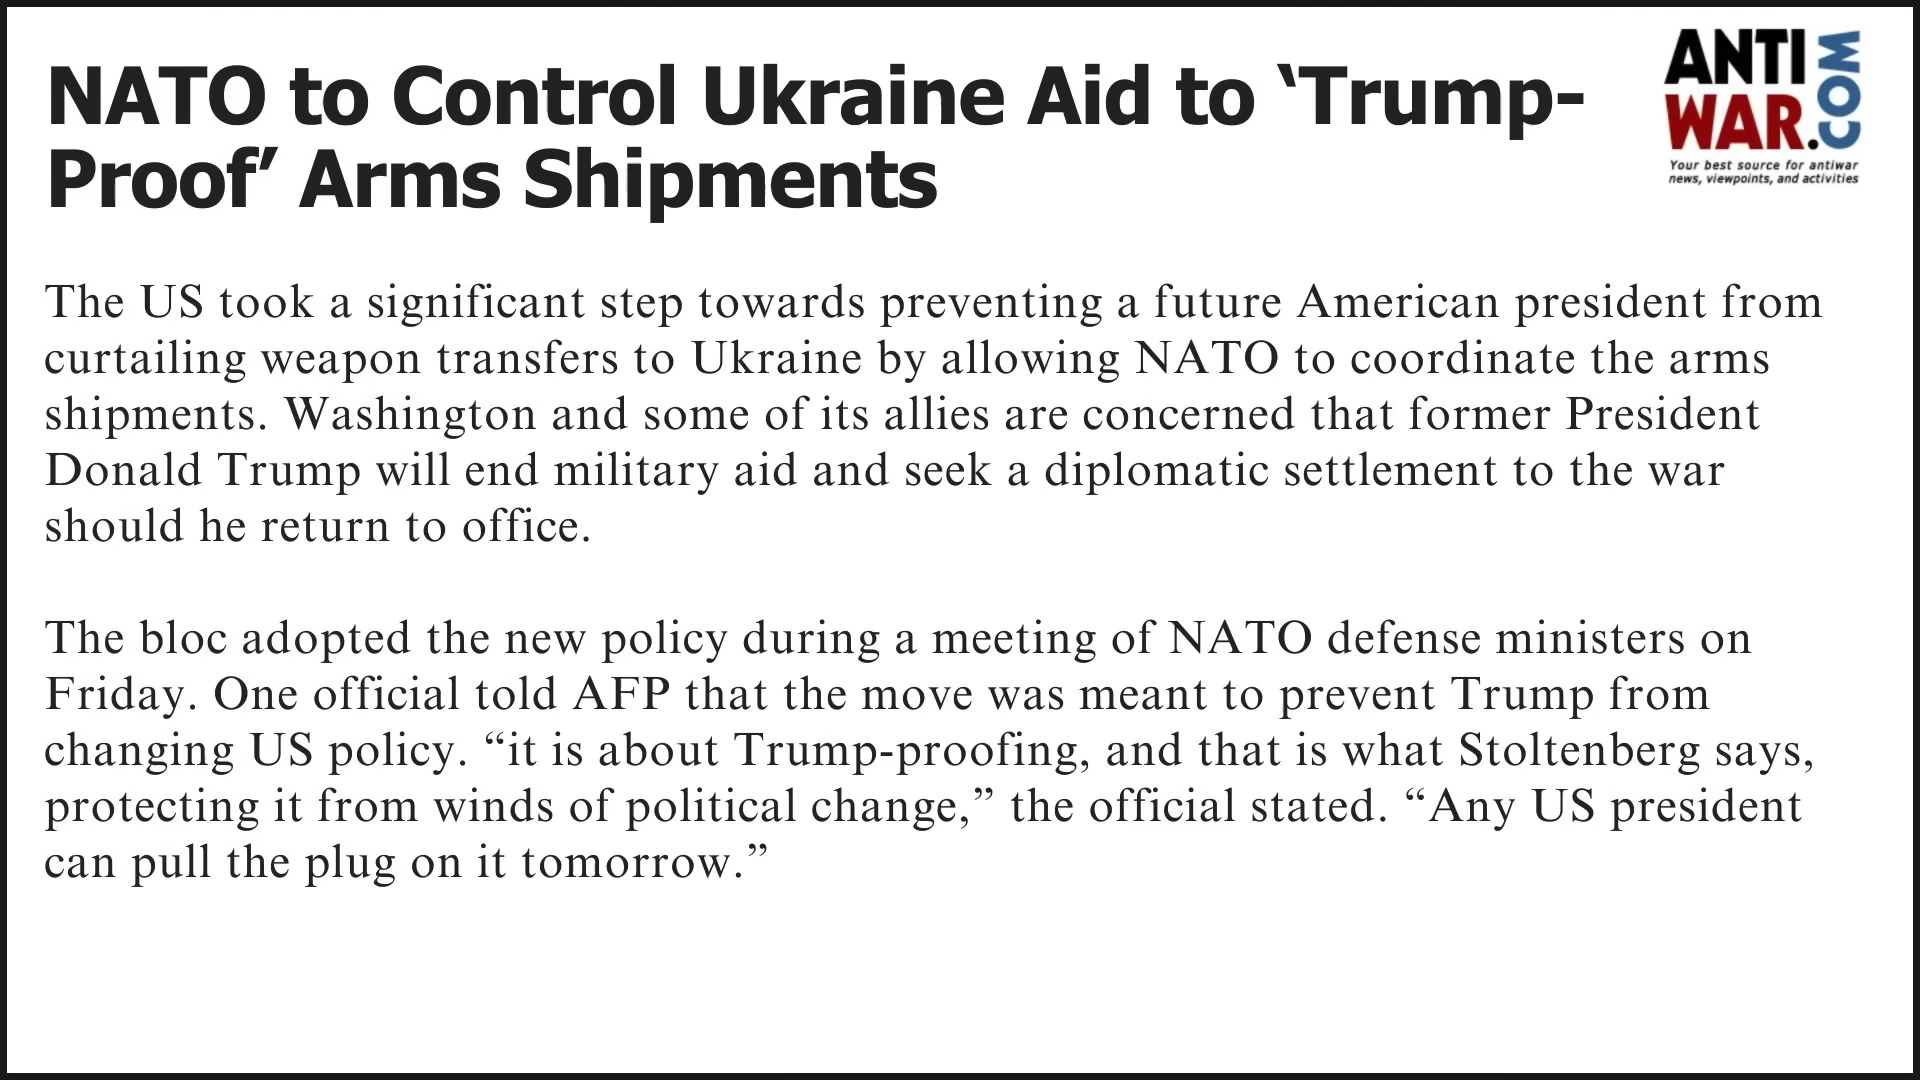 NATO to Control Ukraine Aid to ‘Trump-
Proof’ Arms Shipments
ANTI
WAR.COM
Your best source for antiwar
news, viewpoints, and activities
The US took a significant step towards preventing a future American president from
curtailing weapon transfers to Ukraine by allowing NATO to coordinate the arms
shipments. Washington and some of its allies are concerned that former President
Donald Trump will end military aid and seek a diplomatic settlement to the war
should he return to office.
The bloc adopted the new policy during a meeting of NATO defense ministers on
Friday. One official told AFP that the move was meant to prevent Trump from
changing US policy. “it is about Trump-proofing, and that is what Stoltenberg says,
protecting it from winds of political change,” the official stated. “Any US president
can pull the plug on it tomorrow.”